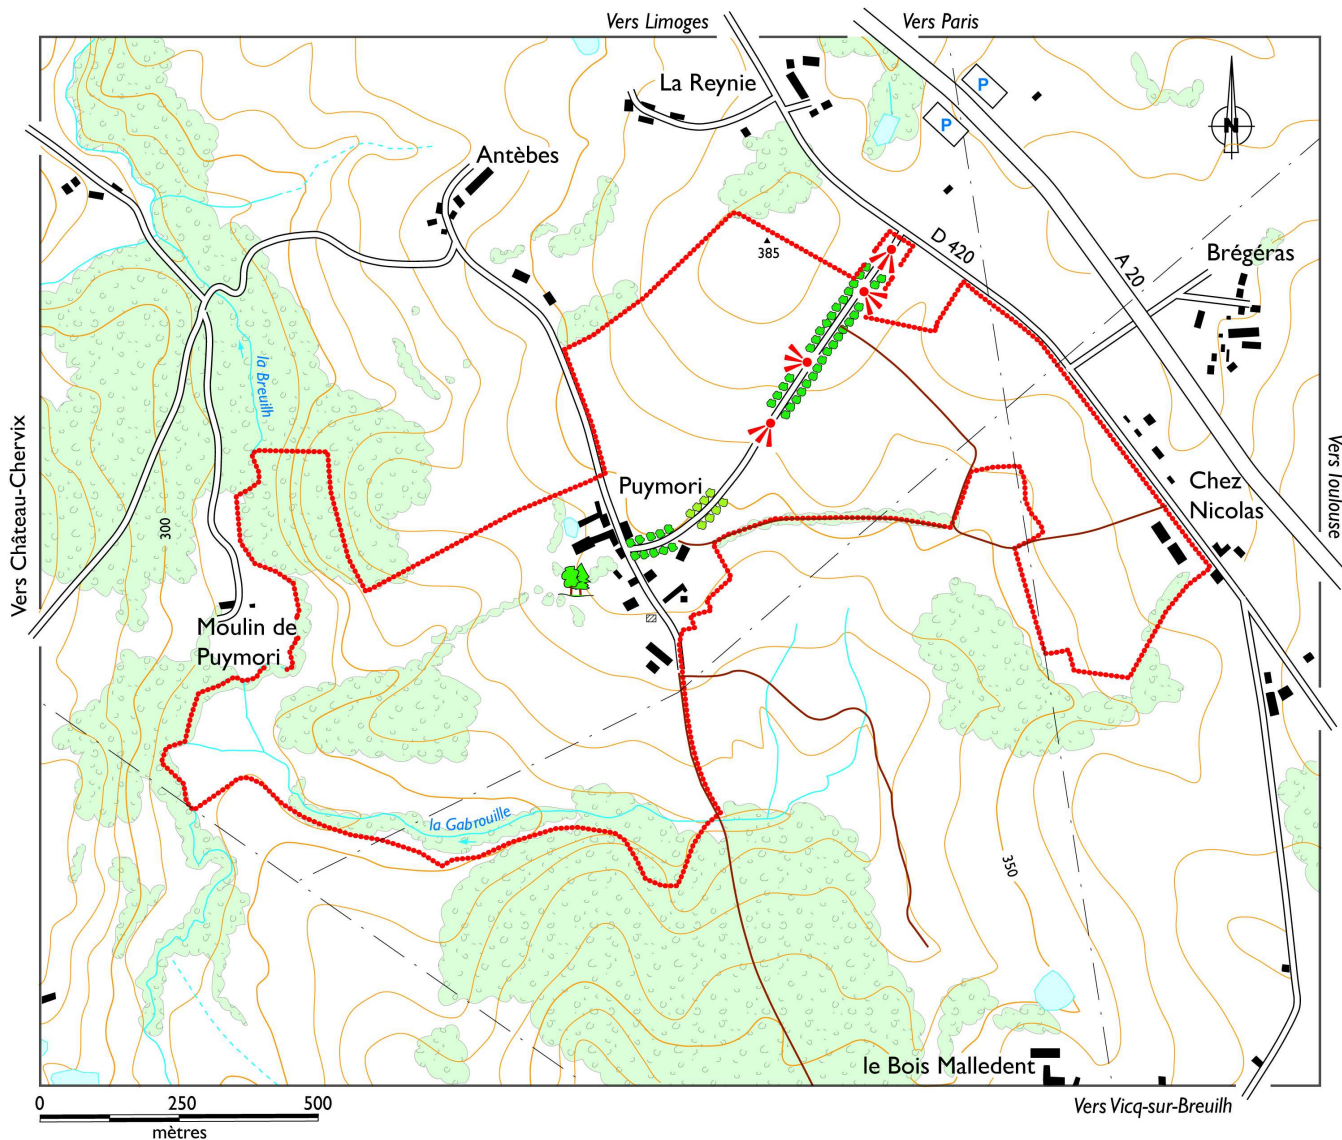 Vers Limoges
Vers Paris
La Reynie
P
P
N
Antèbes
385
D 420
A 20
Brégéras
la Breuilh
Vers Château-Chervix
Vers Toulouse
300
Puymori
Chez
Nicolas
Moulin de
Puymori
la Gabrouille
350
le Bois Malledent
Vers Vicq-sur-Breuilh
0 250 500
mètres